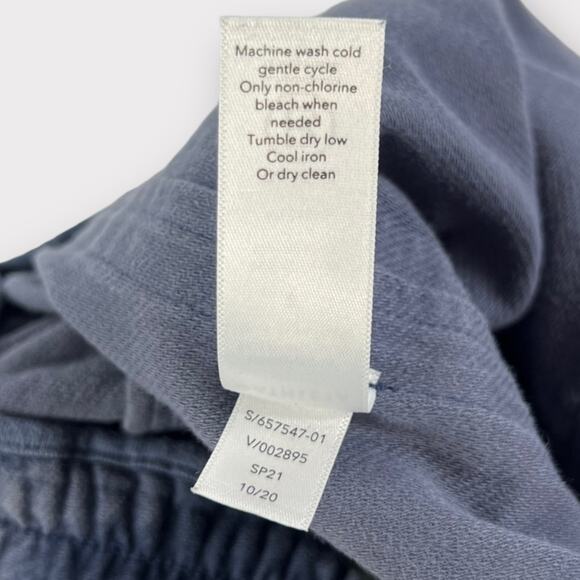 Machine wash cold
gentle cycle
Only non-chlorine
bleach when
needed
Tumble dry low
Cool iron
Or dry clean
S/657547-01
V/002895
SP21
10/20